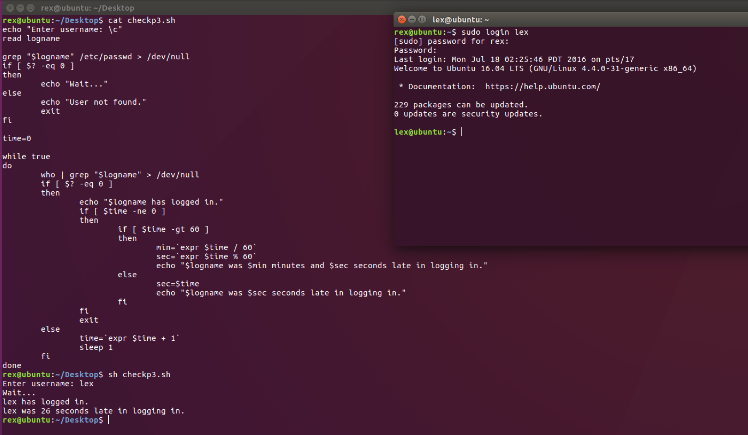 rex@ubuntu: ~/Desktop
rex@ubuntu:~/Desktop$ cat checkp3.sh
echo "Enter username: \c"
read logname

grep "$logname" /etc/passwd > /dev/null
if [ $? -eq 0 ]
then
        echo "Wait..."
else
        echo "User not found."
        exit
fi

time=0

while true
do
        who | grep "$logname" > /dev/null
        if [ $? -eq 0 ]
        then
                echo "$logname has logged in."
                if [ $time -ne 0 ]
                then
                        if [ $time -gt 60 ]
                        then
                                min=`expr $time / 60`
                                sec=`expr $time % 60`
                                echo "$logname was $min minutes and $sec seconds late in logging in."
                        else
                                sec=$time
                                echo "$logname was $sec seconds late in logging in."
                        fi
                fi
                exit
        else
                time=`expr $time + 1`
                sleep 1
        fi
done
rex@ubuntu:~/Desktop$ sh checkp3.sh
Enter username: lex
Wait...
lex has logged in.
lex was 26 seconds late in logging in.
rex@ubuntu:~/Desktop$
lex@ubuntu: ~
rex@ubuntu:~$ sudo login lex
[sudo] password for rex:
Password:
Last login: Mon Jul 18 02:25:46 PDT 2016 on pts/17
Welcome to Ubuntu 16.04 LTS (GNU/Linux 4.4.0-31-generic x86_64)

 * Documentation:  https://help.ubuntu.com/

229 packages can be updated.
0 updates are security updates.

lex@ubuntu:~$